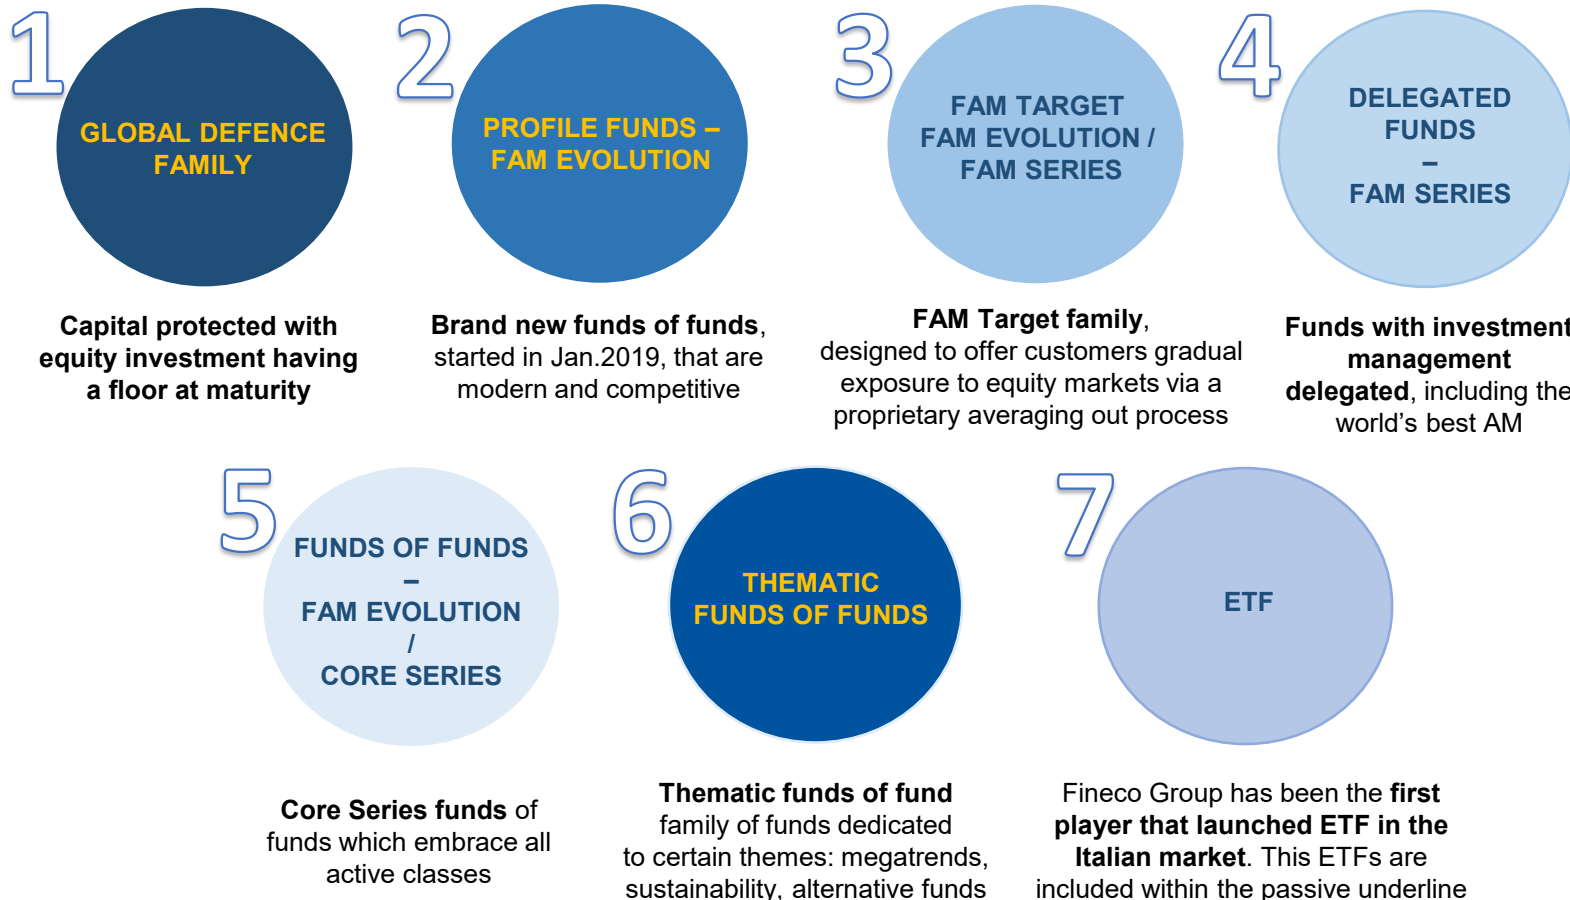 1
GLOBAL DEFENCE
FAMILY
Capital protected with
equity investment having
a floor at maturity
2
PROFILE FUNDS –
FAM EVOLUTION
Brand new funds of funds,
started in Jan.2019, that are
modern and competitive
3
FAM TARGET
FAM EVOLUTION /
FAM SERIES
FAM Target family,
designed to offer customers gradual
exposure to equity markets via a
proprietary averaging out process
4
DELEGATED
FUNDS
–
FAM SERIES
Funds with investment
management
delegated, including the
world's best AM
5
FUNDS OF FUNDS
–
FAM EVOLUTION
/
CORE SERIES
Core Series funds of
funds which embrace all
active classes
6
THEMATIC
FUNDS OF FUNDS
Thematic funds of fund
family of funds dedicated
to certain themes: megatrends,
sustainability, alternative funds
7
ETF
Fineco Group has been the first
player that launched ETF in the
Italian market. This ETFs are
included within the passive underline